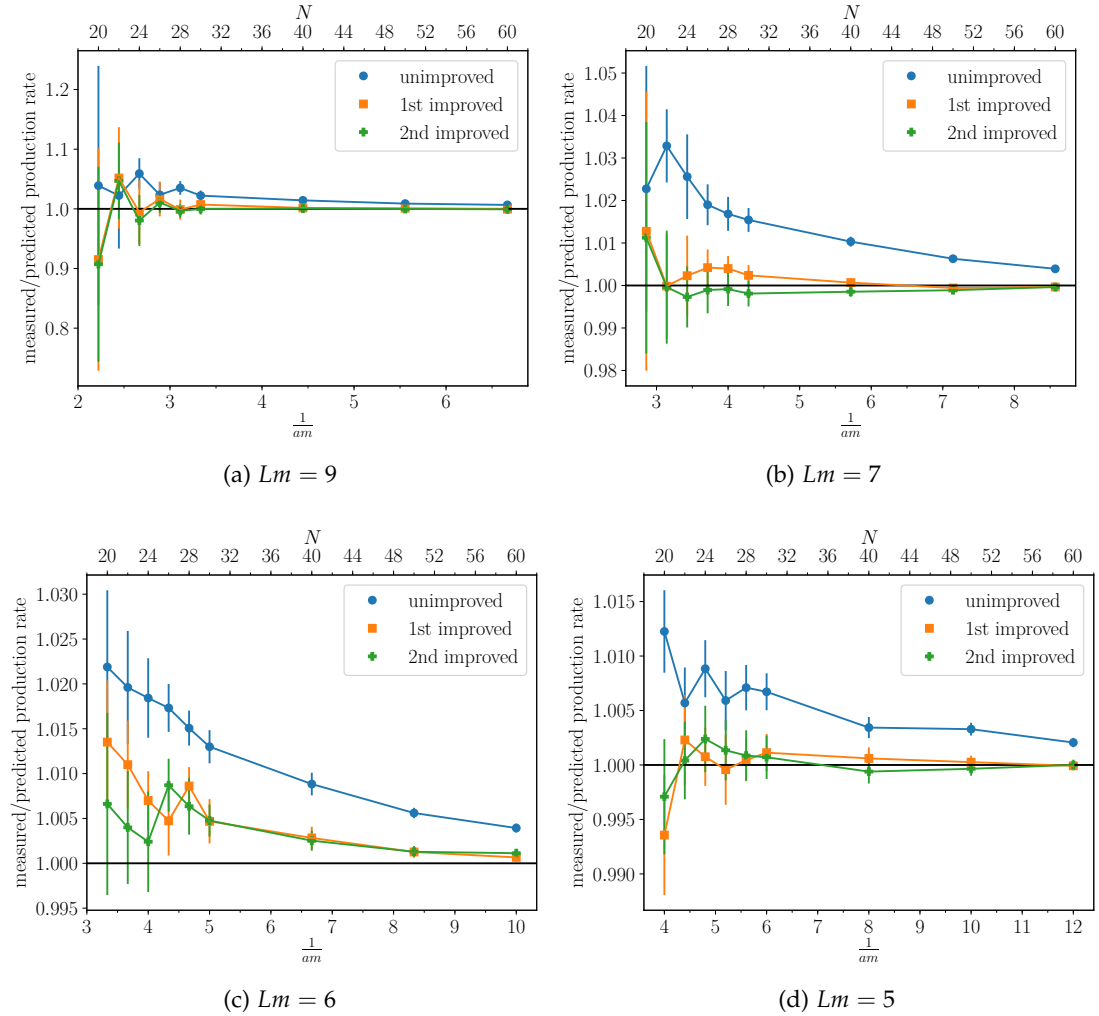 N
20 24 28 32 36 40 44 48 52 56 60
measured/predicted production rate
1.2
1.1
1.0
0.9
0.8
unimproved
1st improved
2nd improved
2 3 4 5 6
1/am
(a) Lm = 9
N
20 24 28 32 36 40 44 48 52 56 60
measured/predicted production rate
1.05
1.04
1.03
1.02
1.01
1.00
0.99
0.98
unimproved
1st improved
2nd improved
3 4 5 6 7 8
1/am
(b) Lm = 7
N
20 24 28 32 36 40 44 48 52 56 60
measured/predicted production rate
1.030
1.025
1.020
1.015
1.010
1.005
1.000
0.995
unimproved
1st improved
2nd improved
3 4 5 6 7 8 9 10
1/am
(c) Lm = 6
N
20 24 28 32 36 40 44 48 52 56 60
measured/predicted production rate
1.015
1.010
1.005
1.000
0.995
0.990
unimproved
1st improved
2nd improved
4 5 6 7 8 9 10 11 12
1/am
(d) Lm = 5